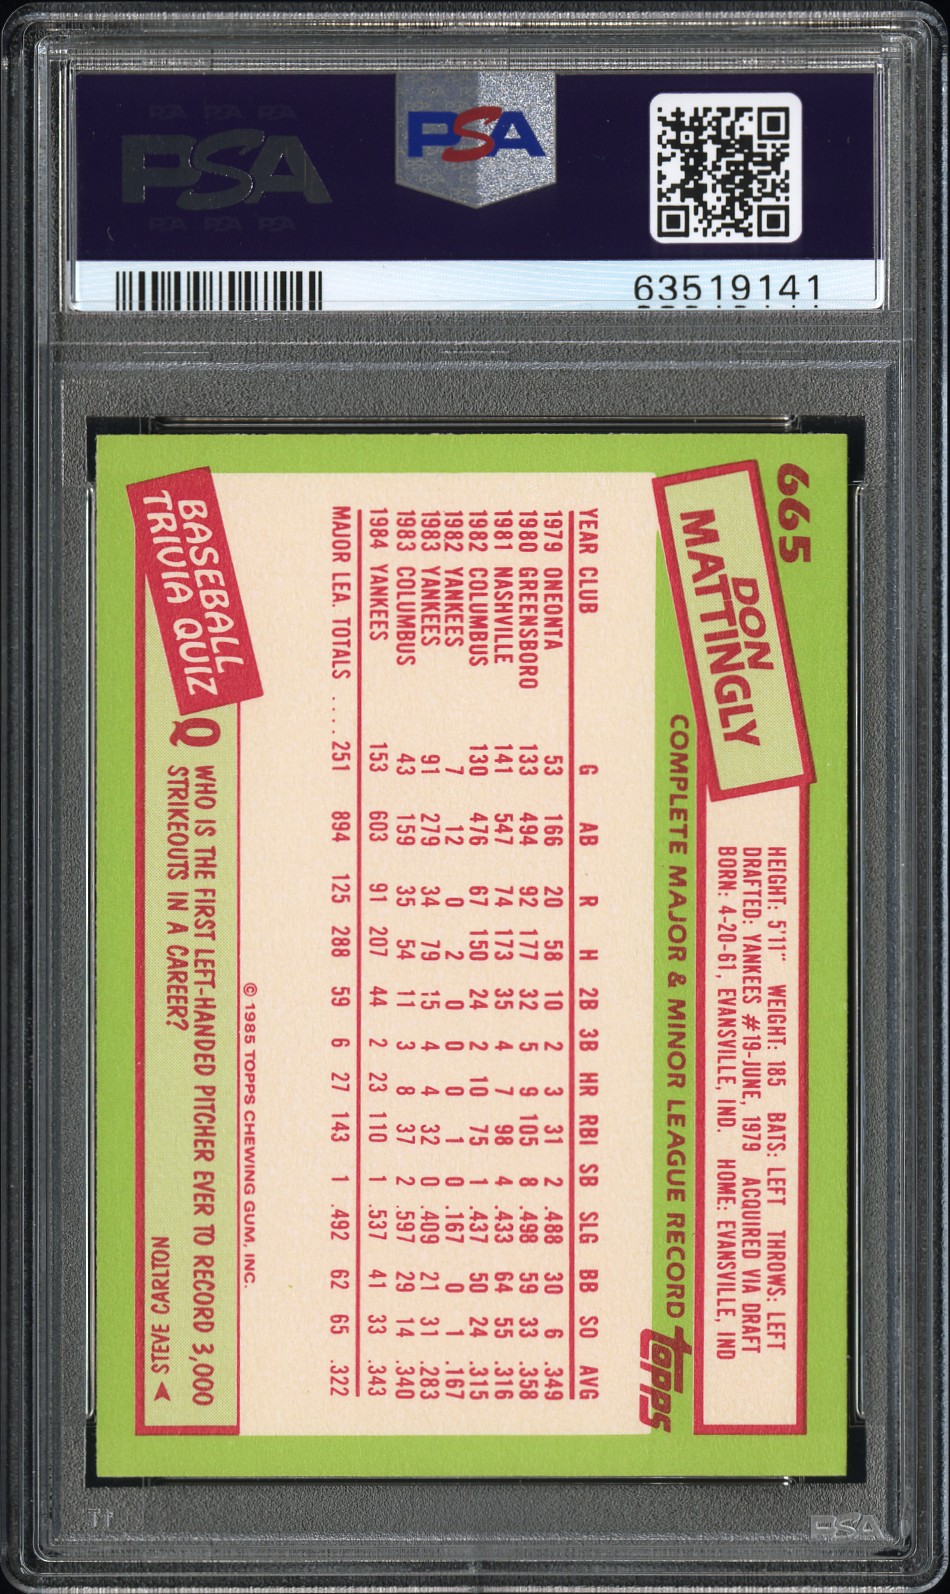 PSA PSA PSA
PSA
PSA PSA PSA
PSA
63519141
665
DON
MATTINGLY
HEIGHT: 5'11" WEIGHT: 185 BATS: LEFT THROWS: LEFT
DRAFTED: YANKEES #19-JUNE, 1979 ACQUIRED VIA DRAFT
BORN: 4-20-61, EVANSVILLE, IND. HOME: EVANSVILLE, IND
COMPLETE MAJOR & MINOR LEAGUE RECORD topps
YEAR CLUB G AB R H 2B 3B HR RBI SB SLG BB SO AVG
1979 ONEONTA 53 166 20 58 10 2 3 31 2 .488 30 6 .349
1980 GREENSBORO 133 494 92 177 32 5 9 105 8 .498 59 33 .358
1981 NASHVILLE 141 547 74 173 35 4 7 98 4 .433 64 55 .316
1982 COLUMBUS 130 476 67 150 24 2 10 75 1 .437 50 24 .315
1982 YANKEES 7 12 0 2 0 0 0 1 0 .167 0 1 .167
1983 YANKEES 91 279 34 79 15 4 4 32 0 .409 21 31 .283
1983 COLUMBUS 43 159 35 54 11 3 8 37 2 .597 29 14 .340
1984 YANKEES 153 603 91 207 44 2 23 110 1 .537 41 33 .343
MAJOR LEA. TOTALS .... 251 894 125 288 59 6 27 143 1 .492 62 65 .322
© 1985 TOPPS CHEWING GUM, INC.
BASEBALL
TRIVIA QUIZ
Q WHO IS THE FIRST LEFT-HANDED PITCHER EVER TO RECORD 3,000
STRIKEOUTS IN A CAREER?
STEVE CARLTON
PSA